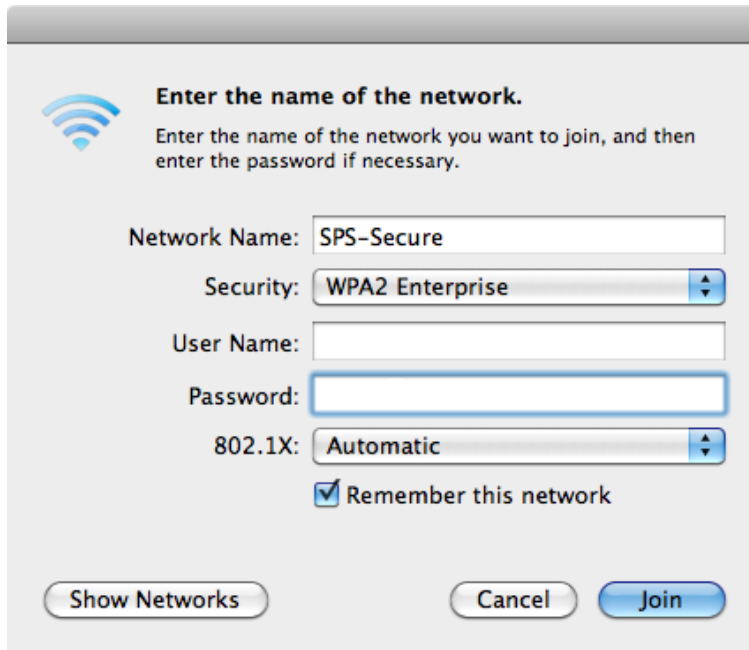 Enter the name of the network.
Enter the name of the network you want to join, and then
enter the password if necessary.
Network Name: SPS-Secure
Security: WPA2 Enterprise
User Name:
Password:
802.1X: Automatic
Remember this network
Show Networks Cancel Join